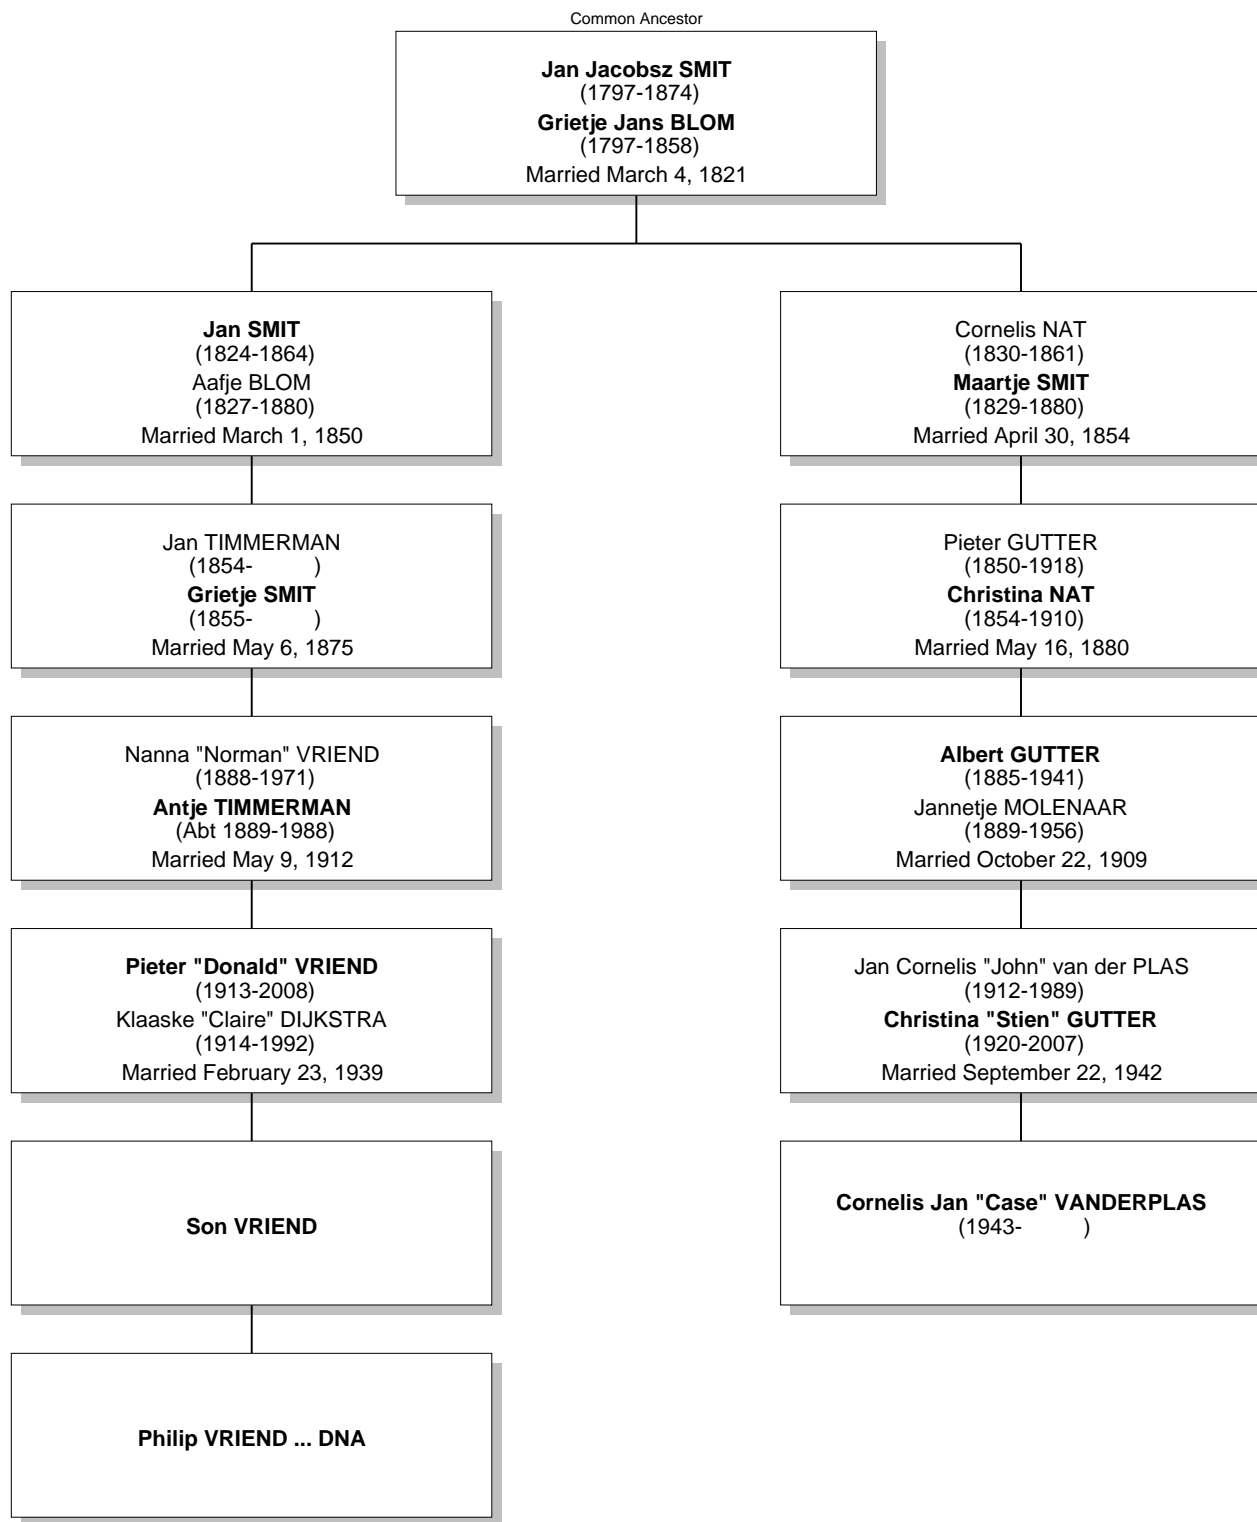 Common Ancestor
Jan Jacobsz SMIT
(1797-1874)
Grietje Jans BLOM
(1797-1858)
Married March 4, 1821
Jan SMIT
(1824-1864)
Aafje BLOM
(1827-1880)
Married March 1, 1850
Cornelis NAT
(1830-1861)
Maartje SMIT
(1829-1880)
Married April 30, 1854
Jan TIMMERMAN
(1854- )
Grietje SMIT
(1855- )
Married May 6, 1875
Pieter GUTTER
(1850-1918)
Christina NAT
(1854-1910)
Married May 16, 1880
Nanna "Norman" VRIEND
(1888-1971)
Antje TIMMERMAN
(Abt 1889-1988)
Married May 9, 1912
Albert GUTTER
(1885-1941)
Jannetje MOLENAAR
(1889-1956)
Married October 22, 1909
Pieter "Donald" VRIEND
(1913-2008)
Klaaske "Claire" DIJKSTRA
(1914-1992)
Married February 23, 1939
Jan Cornelis "John" van der PLAS
(1912-1989)
Christina "Stien" GUTTER
(1920-2007)
Married September 22, 1942
Son VRIEND
Cornelis Jan "Case" VANDERPLAS
(1943- )
Philip VRIEND ... DNA